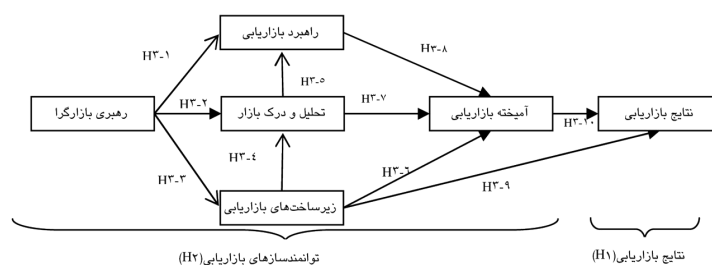 راهبرد بازاریابی
H۳-۱
H۳-۸
H۳-۵
رهبری بازارگرا
H۳-۲
تحلیل و درک بازار
H۳-۷
آمیخته بازاریابی
H۳-۱۰
نتایج بازاریابی
H۳-۴
H۳-۳
H۳-۶
H۳-۹
زیرساخت‌های بازاریابی
نتایج بازاریابی(H۱)
توانمندسازهای بازاریابی(H۲)